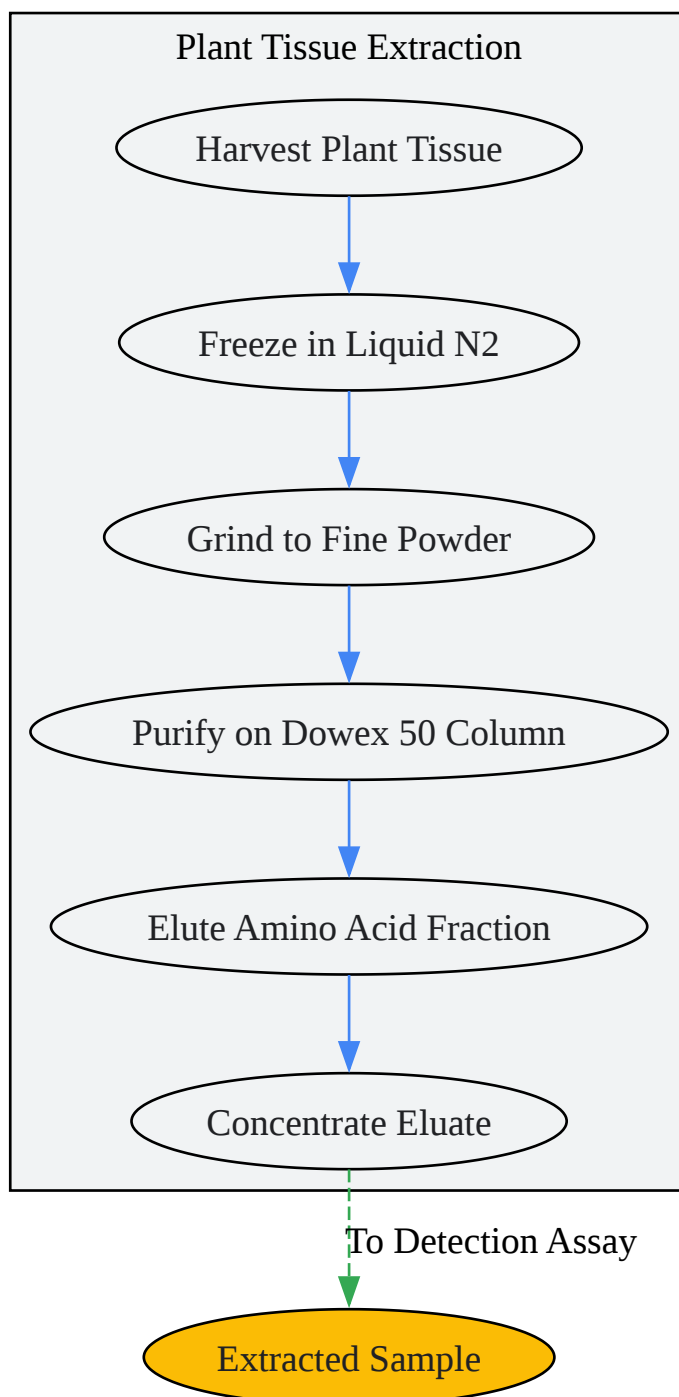 Plant Tissue Extraction
Harvest Plant Tissue
Freeze in Liquid N2
Grind to Fine Powder
Purify on Dowex 50 Column
Elute Amino Acid Fraction
Concentrate Eluate
To Detection Assay
Extracted Sample